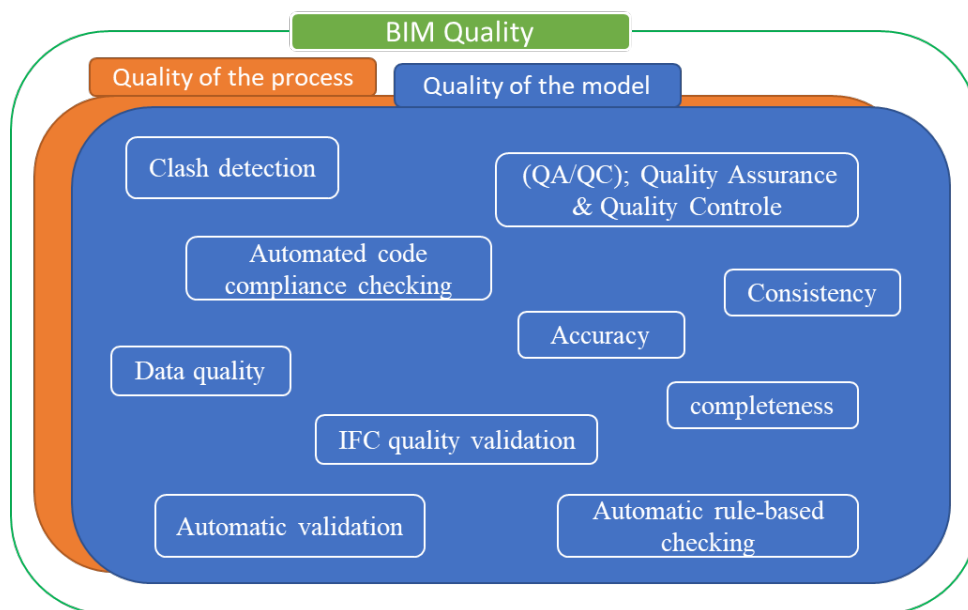 BIM Quality
Quality of the process
Quality of the model
Clash detection
(QA/QC); Quality Assurance
& Quality Controle
Automated code
compliance checking
Consistency
Accuracy
Data quality
completeness
IFC quality validation
Automatic validation
Automatic rule-based
checking